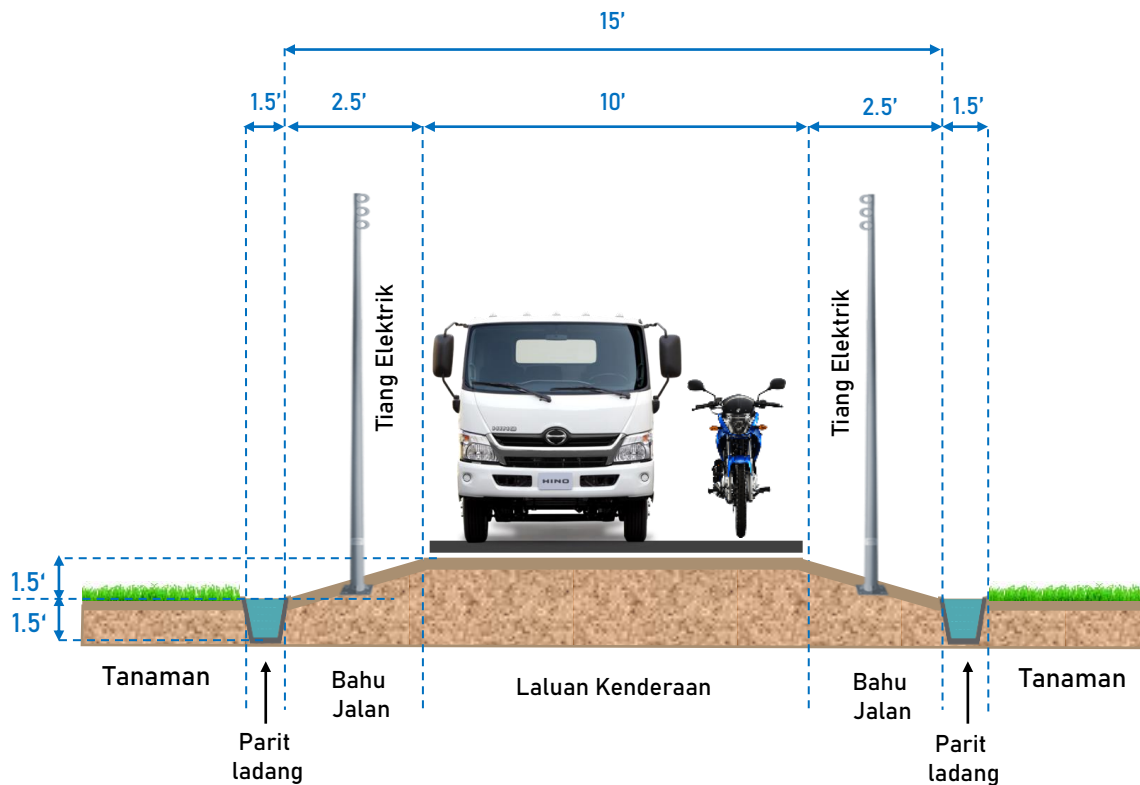 15’
1.5’
2.5’
10’
2.5’
1.5’
Tiang Elektrik
Tiang Elektrik
HINO
HINO
1.5‘
1.5‘
Tanaman
Bahu
Jalan
Laluan Kenderaan
Bahu
Jalan
Tanaman
Parit
ladang
Parit
ladang